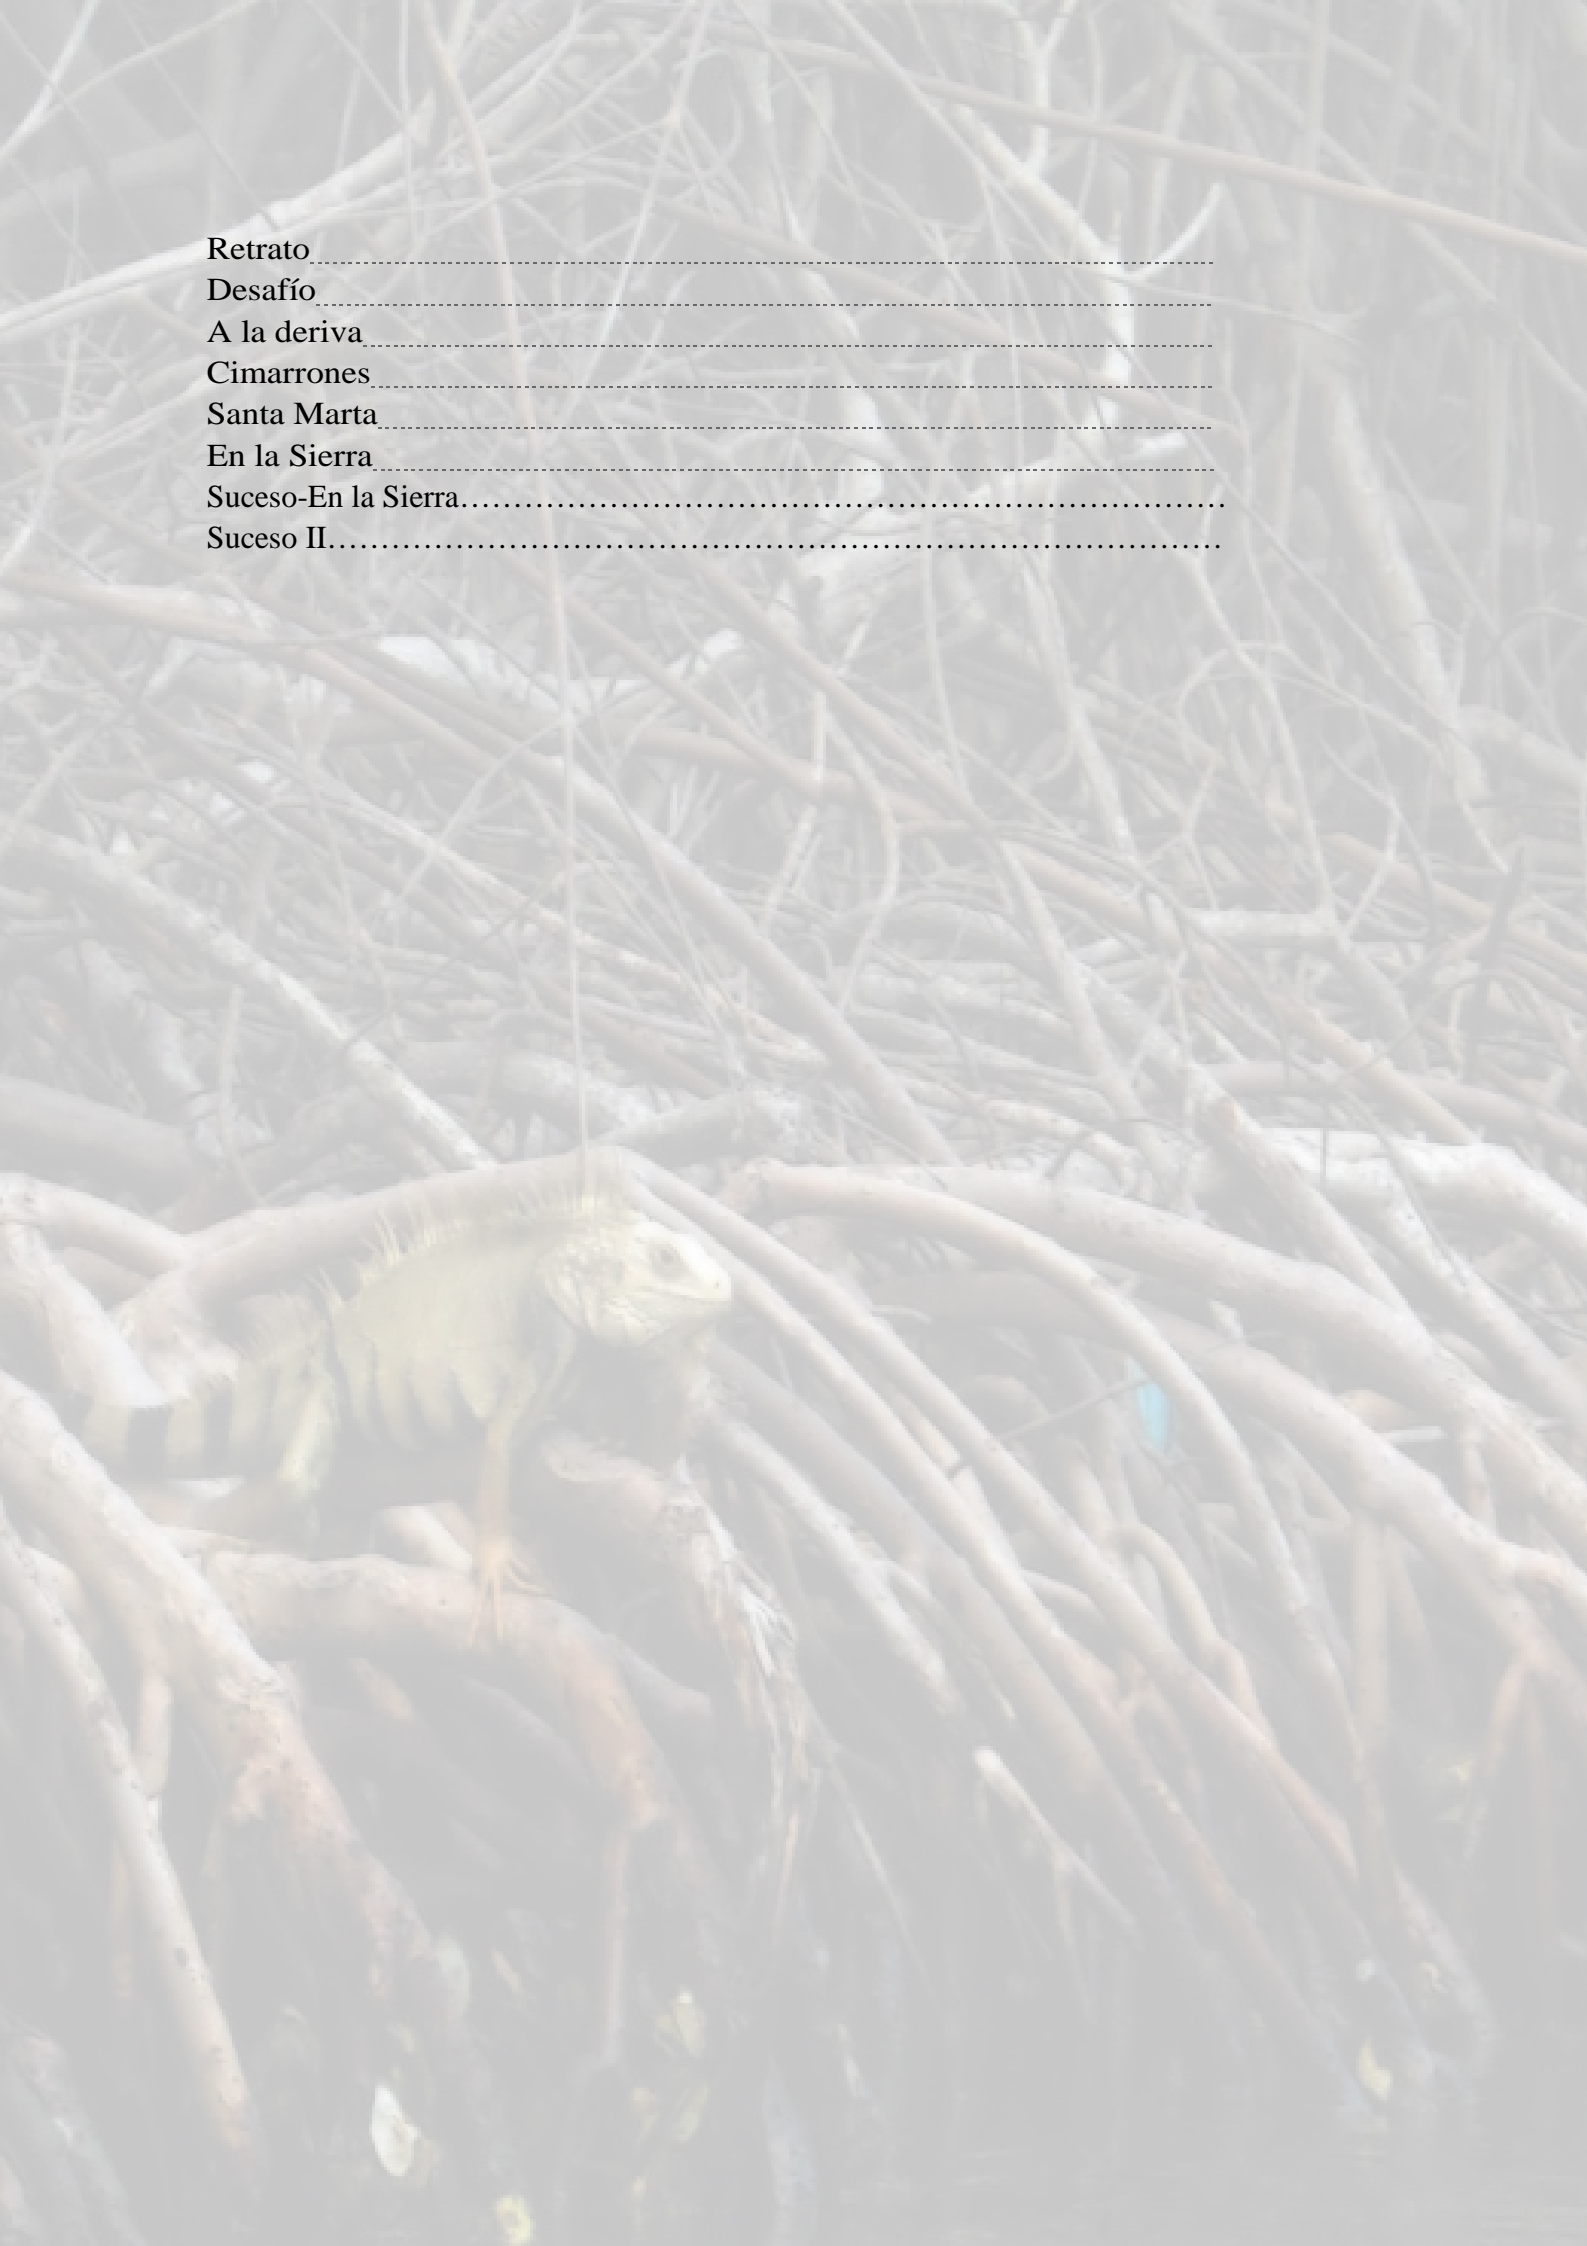 Retrato
Desafío
A la deriva
Cimarrones
Santa Marta
En la Sierra
Suceso-En la Sierra……………………………………………………………………
Suceso II………………………………………………………………………………